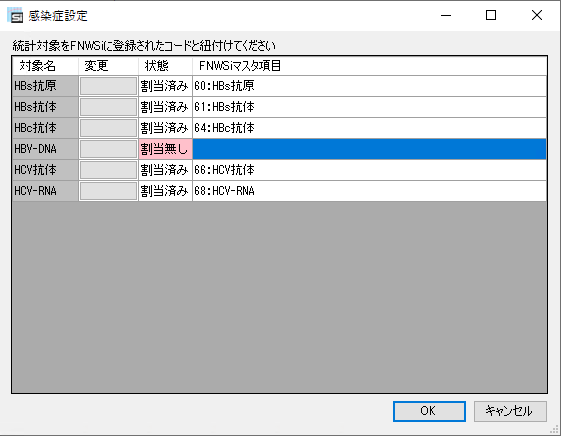 感染症設定
統計対象をFNWSiに登録されたコードと紐付けてください
対象名 変更 状態 FNWSiマスタ項目
HBs抗原 割当済み 60:HBs抗原
HBs抗体 割当済み 61:HBs抗体
HBc抗体 割当済み 64:HBc抗体
HBV-DNA 割当無し
HCV抗体 割当済み 66:HCV抗体
HCV-RNA 割当済み 68:HCV-RNA
OK キャンセル